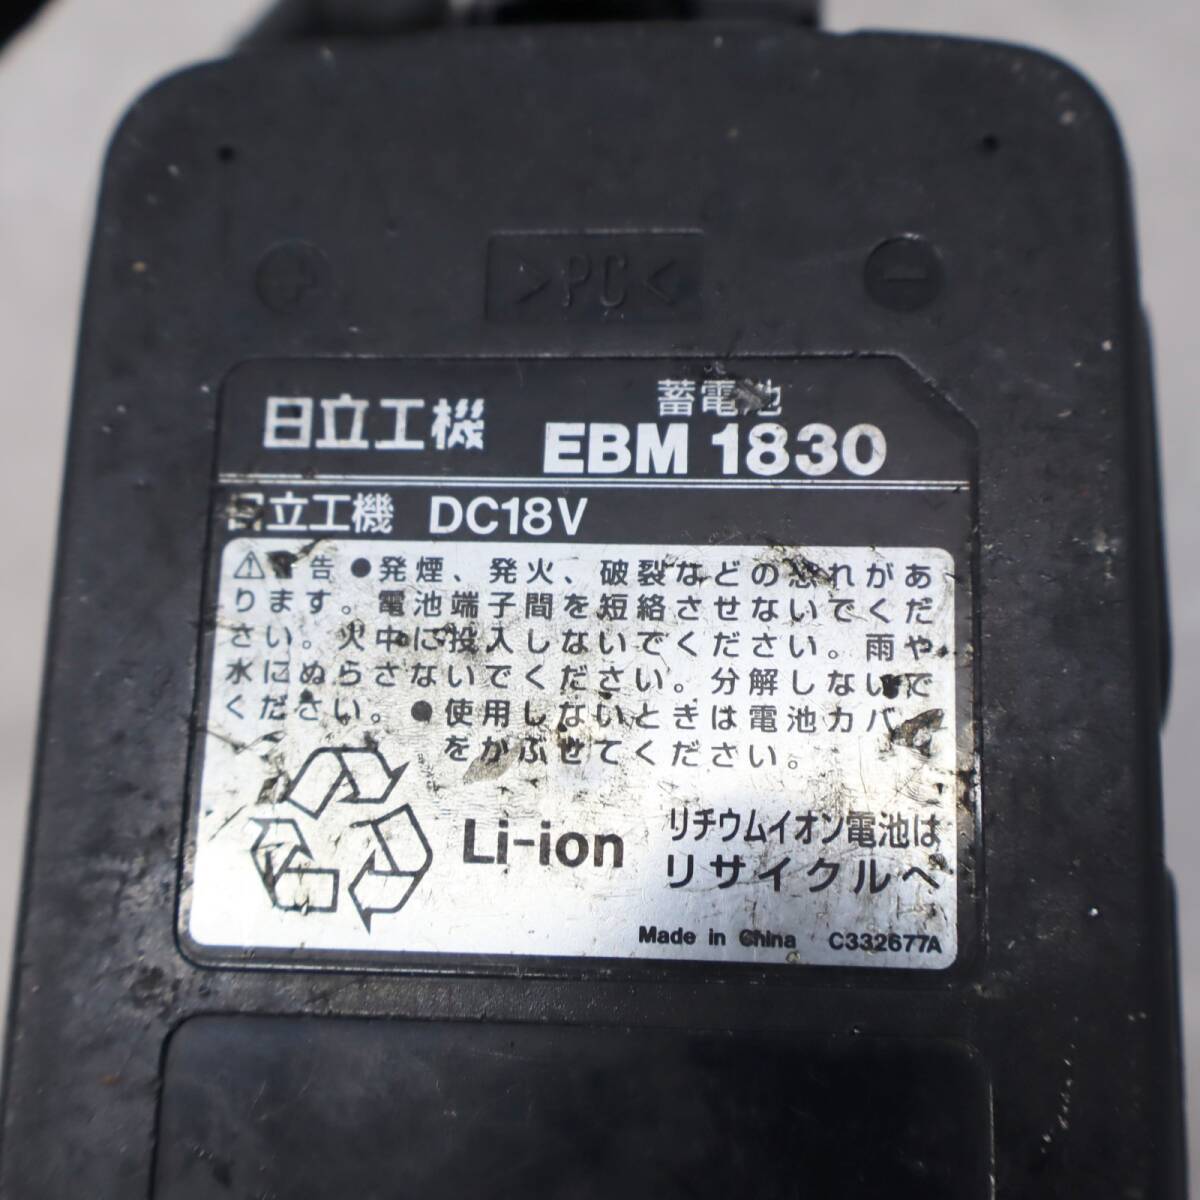 >PC<
蓄電池
日立工機 EBM 1830
日立工機 DC18V
⚠警告 ●発煙、発火、破裂などの恐れがあ
ります。電池端子間を短絡させないでくだ
さい。火中に投入しないでください。雨や
水にぬらさないでください。分解しないで
ください。●使用しないときは電池カバー
をかぶせてください。
Li-ion
リチウムイオン電池は
リサイクルへ
Made in China C332677A